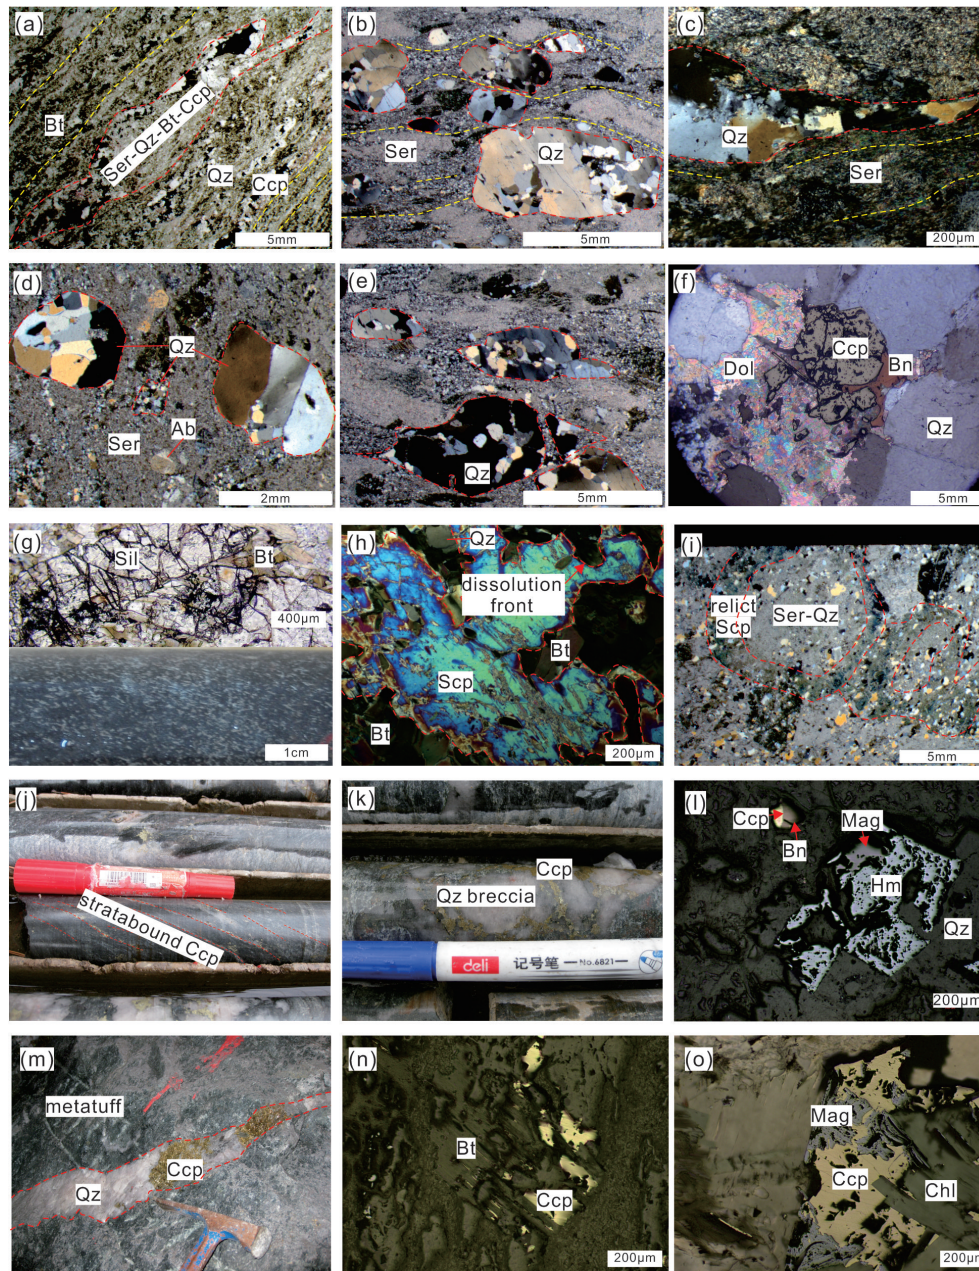 (a)
Bt
Ser-Qz-Bt-Ccp
Qz
Ccp
5mm
(b)
Ser
Qz
5mm
(c)
Qz
Ser
200μm
(d)
Qz
Ser
Ab
2mm
(e)
Qz
5mm
(f)
Ccp
Dol
Bn
Qz
5mm
(g)
Sil
Bt
400μm
1cm
(h)
Qz
dissolution
front
Bt
Scp
Bt
200μm
(i)
relict
Scp
Ser-Qz
5mm
(j)
stratabound Ccp
(k)
Ccp
Qz breccia
deli
记号笔
No.6821
(l)
Ccp
Mag
Bn
Hm
Qz
200μm
(m)
metatuff
Ccp
Qz
(n)
Bt
Ccp
200μm
(o)
Mag
Ccp
Chl
200μm